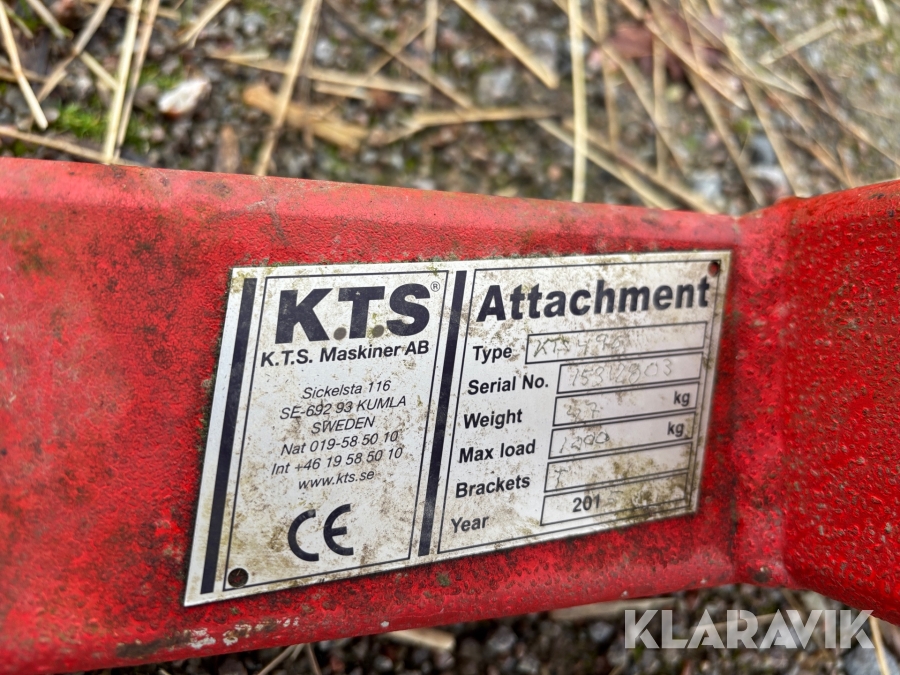 K.T.S®
K.T.S. Maskiner AB
Sickelsta 116
SE-692 93 KUMLA
SWEDEN
Nat 019-58 50 10
Int +46 19 58 50 10
www.kts.se
CE
Attachment
Type
Serial No.
Weight kg
Max load kg
Brackets
Year 201
KLARAVIK